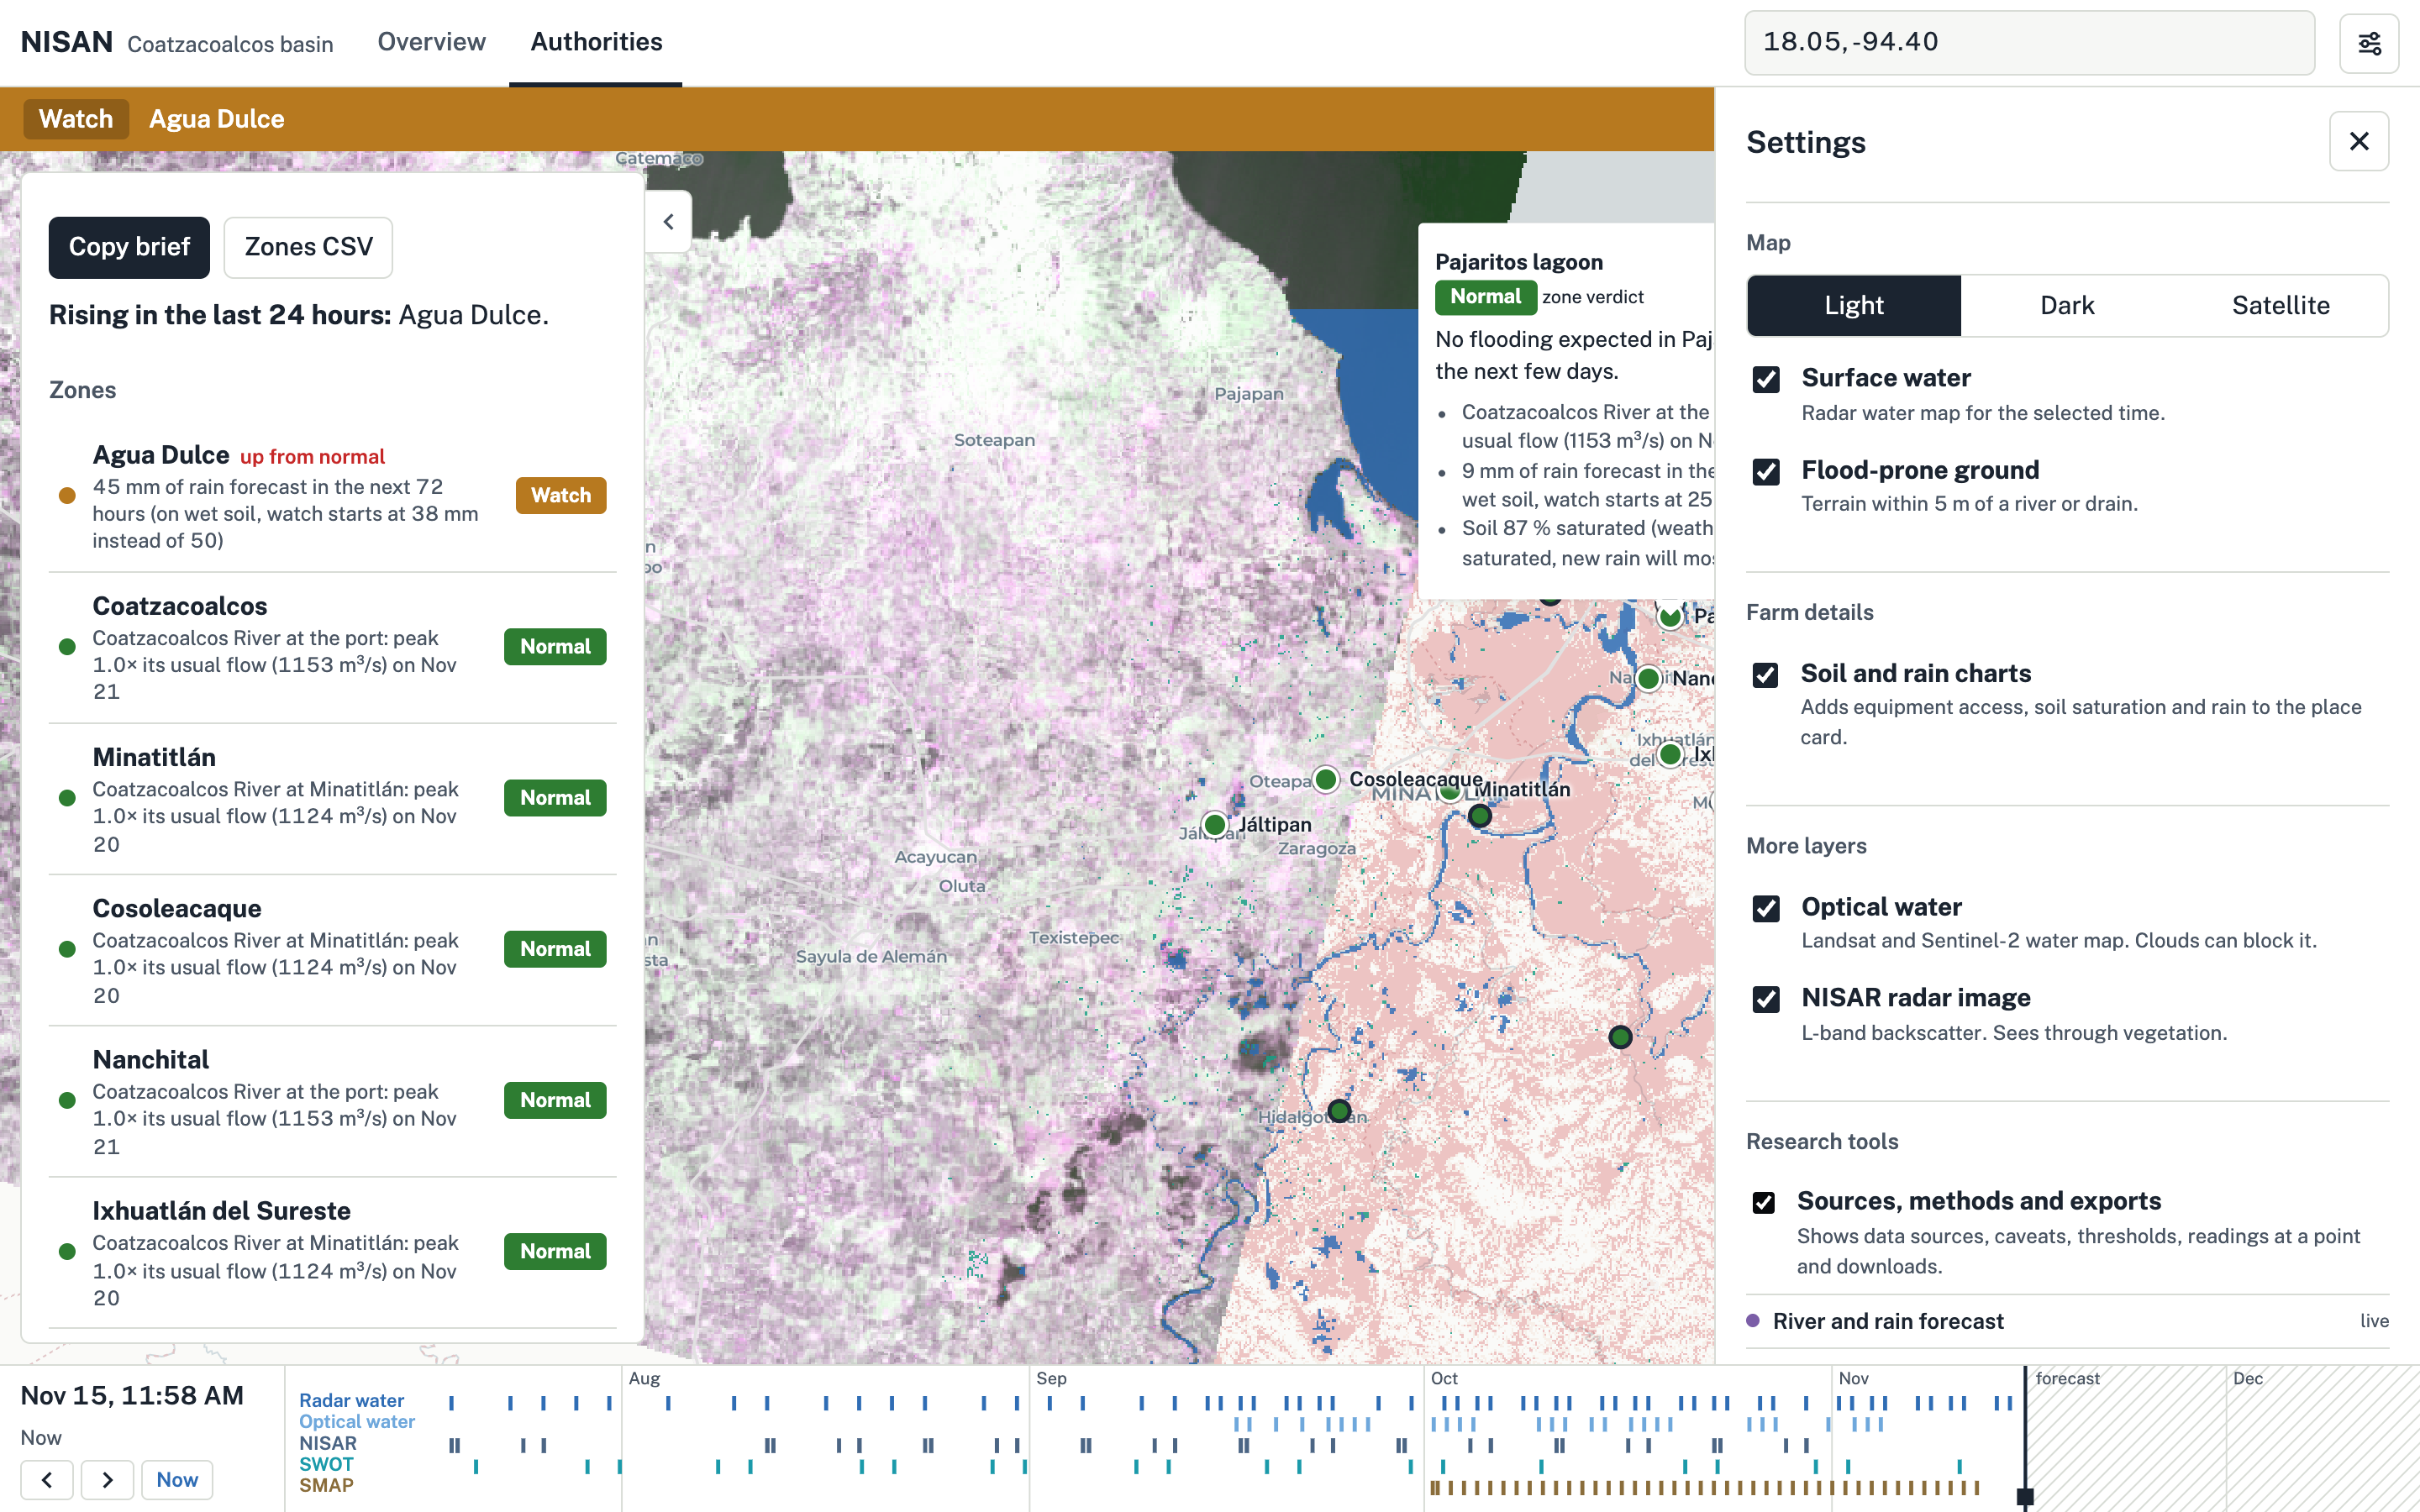 NISAN Coatzacoalcos basin Overview Authorities
18.05,-94.40
Watch Agua Dulce
Copy brief Zones CSV
Rising in the last 24 hours: Agua Dulce.
Zones
Agua Dulce up from normal
45 mm of rain forecast in the next 72
hours (on wet soil, watch starts at 38 mm
instead of 50)
Watch
Coatzacoalcos
Coatzacoalcos River at the port: peak
1.0× its usual flow (1153 m³/s) on Nov
21
Normal
Minatitlán
Coatzacoalcos River at Minatitlán: peak
1.0× its usual flow (1124 m³/s) on Nov
20
Normal
Cosoleacaque
Coatzacoalcos River at Minatitlán: peak
1.0× its usual flow (1124 m³/s) on Nov
20
Normal
Nanchital
Coatzacoalcos River at the port: peak
1.0× its usual flow (1153 m³/s) on Nov
21
Normal
Ixhuatlán del Sureste
Coatzacoalcos River at Minatitlán: peak
1.0× its usual flow (1124 m³/s) on Nov
20
Normal
Catemaco
Pajapan
Soteapan
Pajaritos lagoon
Normal zone verdict
No flooding expected in Paj
the next few days.
• Coatzacoalcos River at the
usual flow (1153 m³/s) on N
• 9 mm of rain forecast in the
wet soil, watch starts at 25
• Soil 87 % saturated (weath
saturated, new rain will mos
Pa
Nan
Ixhuatlán
Ix
Oteapa
Cosoleacaque
Minatitlán
Jáltipan
Zaragoza
Acayucan
Oluta
Texistepec
Sayula de Alemán
Settings
Map
Light Dark Satellite
Surface water
Radar water map for the selected time.
Flood-prone ground
Terrain within 5 m of a river or drain.
Farm details
Soil and rain charts
Adds equipment access, soil saturation and rain to the place
card.
More layers
Optical water
Landsat and Sentinel-2 water map. Clouds can block it.
NISAR radar image
L-band backscatter. Sees through vegetation.
Research tools
Sources, methods and exports
Shows data sources, caveats, thresholds, readings at a point
and downloads.
River and rain forecast live
Nov 15, 11:58 AM
Now
Now
Aug Sep Oct Nov forecast Dec
Radar water
Optical water
NISAR
SWOT
SMAP